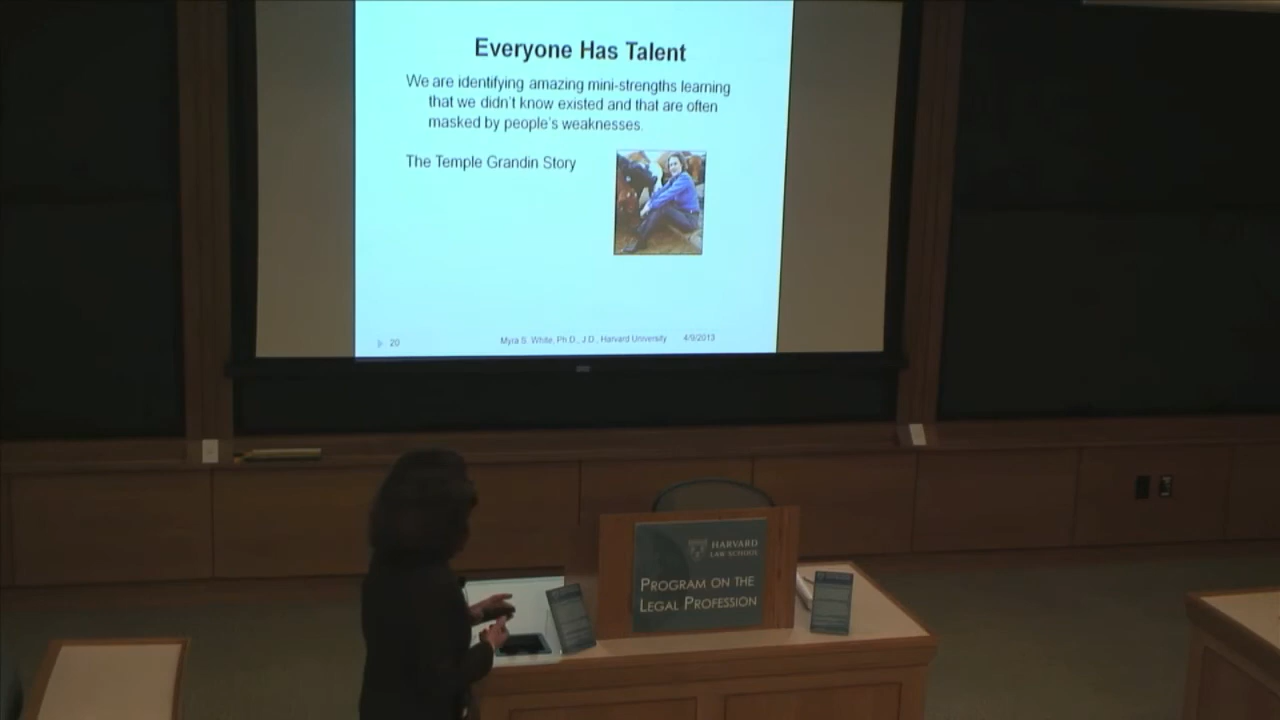 Everyone Has Talent
We are identifying amazing mini-strengths learning
that we didn't know existed and that are often
masked by people's weaknesses.
The Temple Grandin Story
20
Myra S. White, Ph.D., J.D., Harvard University 4/9/2013
HARVARD
LAW SCHOOL
PROGRAM ON THE
LEGAL PROFESSION